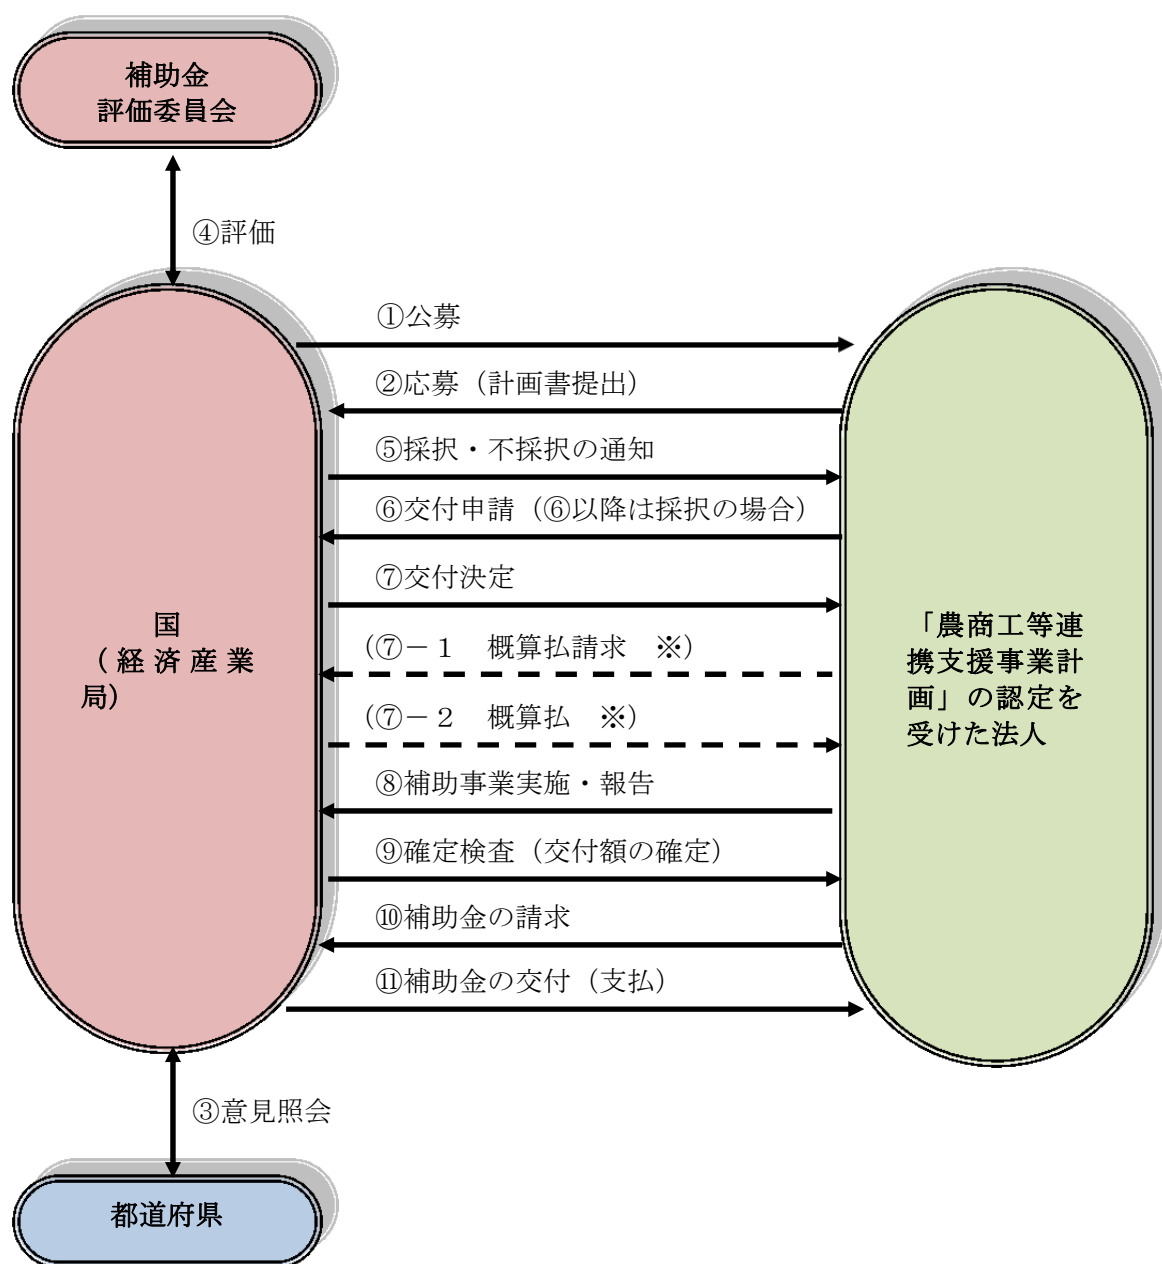 補助金
評価委員会
④評価
①公募
②応募（計画書提出）
⑤採択・不採択の通知
⑥交付申請（⑥以降は採択の場合）
⑦交付決定
（⑦－１　概算払請求　※）
（⑦－２　概算払　※）
⑧補助事業実施・報告
⑨確定検査（交付額の確定）
⑩補助金の請求
⑪補助金の交付（支払）
国
（経済産業
局）
「農商工等連
携支援事業計
画」の認定を
受けた法人
③意見照会
都道府県